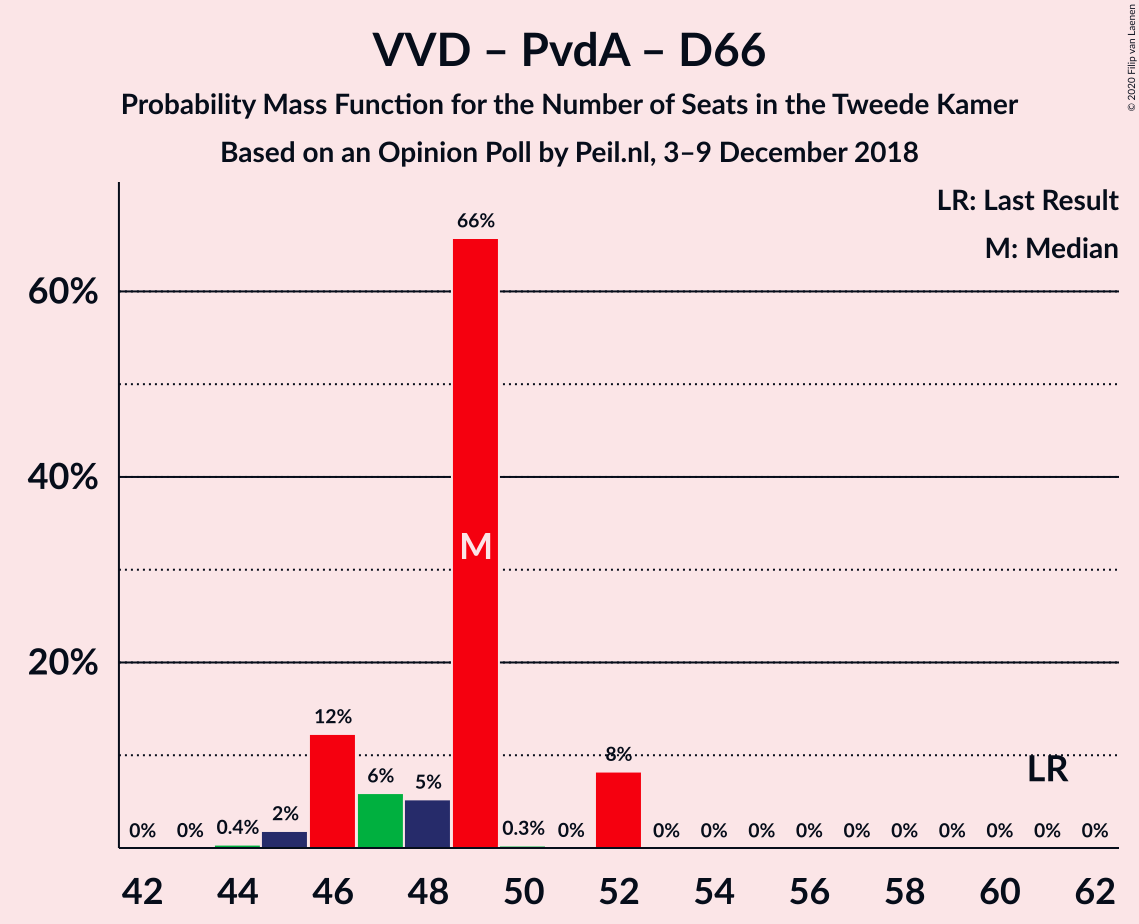 VVD – PvdA – D66
Probability Mass Function for the Number of Seats in the Tweede Kamer
Based on an Opinion Poll by Peil.nl, 3–9 December 2018
© 2020 Filip van Laenen
LR: Last Result
M: Median
60%
40%
20%
0% 0% 0.4% 2% 12% 6% 5% 66% 0.3% 0% 8% 0% 0% 0% 0% 0% 0% 0% 0% 0% 0%
M
LR
42 44 46 48 50 52 54 56 58 60 62